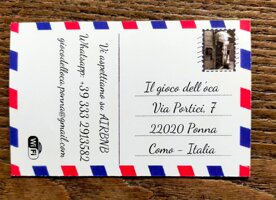 Vi aspettiamo su AIRBNB
Whatsapp: +39 333 2913582
giocodelloca.ponna@gmail.com
WiFi
Il gioco dell'oca
Via Portici, 7
22020 Ponna
Como - Italia